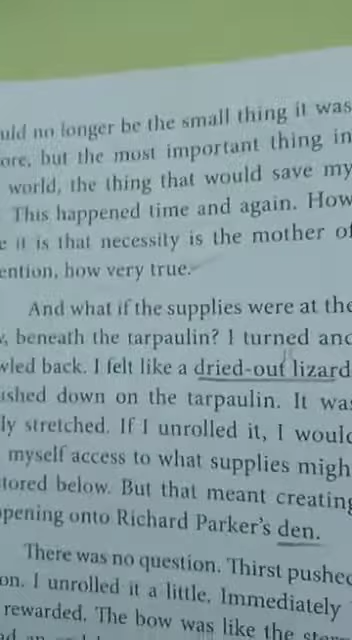 uld no longer be the small thing it was
ore, but the most important thing in
world, the thing that would save my
This happened time and again. How
e it is that necessity is the mother of
ention, how very true.
And what if the supplies were at the
, beneath the tarpaulin? I turned and
wled back. I felt like a dried-out lizard
ushed down on the tarpaulin. It was
ly stretched. If I unrolled it, I would
myself access to what supplies migh
stored below. But that meant creating
opening onto Richard Parker's den.
There was no question. Thirst pushed
on. I unrolled it a little. Immediately
rewarded. The bow was like the stern